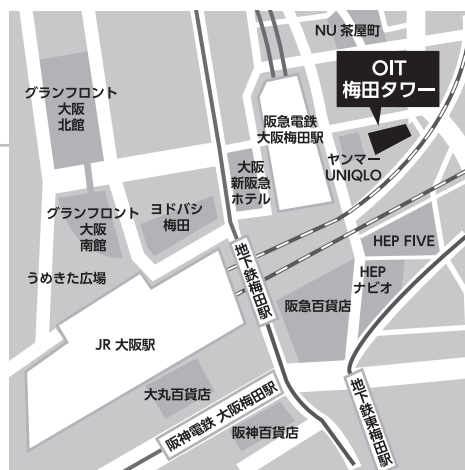 NU 茶屋町
OIT
梅田タワー
グランフロント
大阪
北館
阪急電鉄
大阪梅田駅
ヤンマー
UNIQLO
大阪
新阪急
ホテル
グランフロント
大阪
南館
ヨドバシ
梅田
地下鉄梅田駅
HEP FIVE
HEP
ナビオ
うめきた広場
阪急百貨店
JR 大阪駅
大丸百貨店
阪神電鉄 大阪梅田駅
阪神百貨店
地下鉄東梅田駅